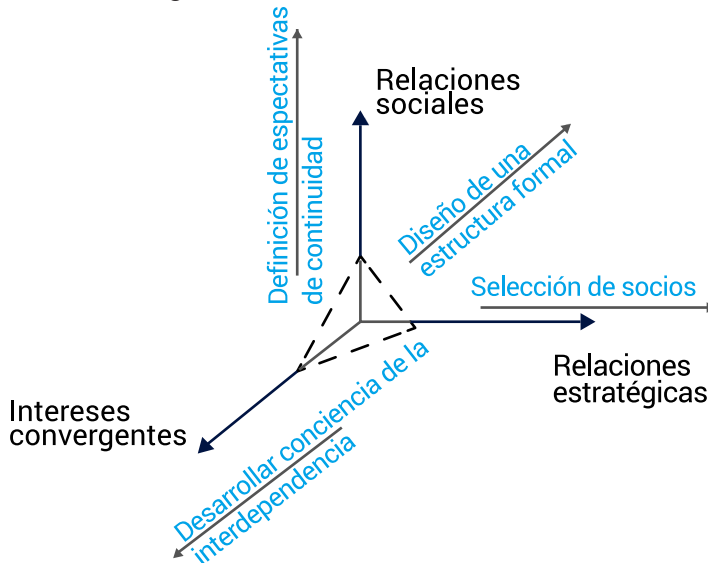 Definición de espectativas
de continuidad
Relaciones
sociales
Diseño de una
estructura formal
Selección de socios
Relaciones
estratégicas
Intereses
convergentes
Desarrollar conciencia de la
interdependencia